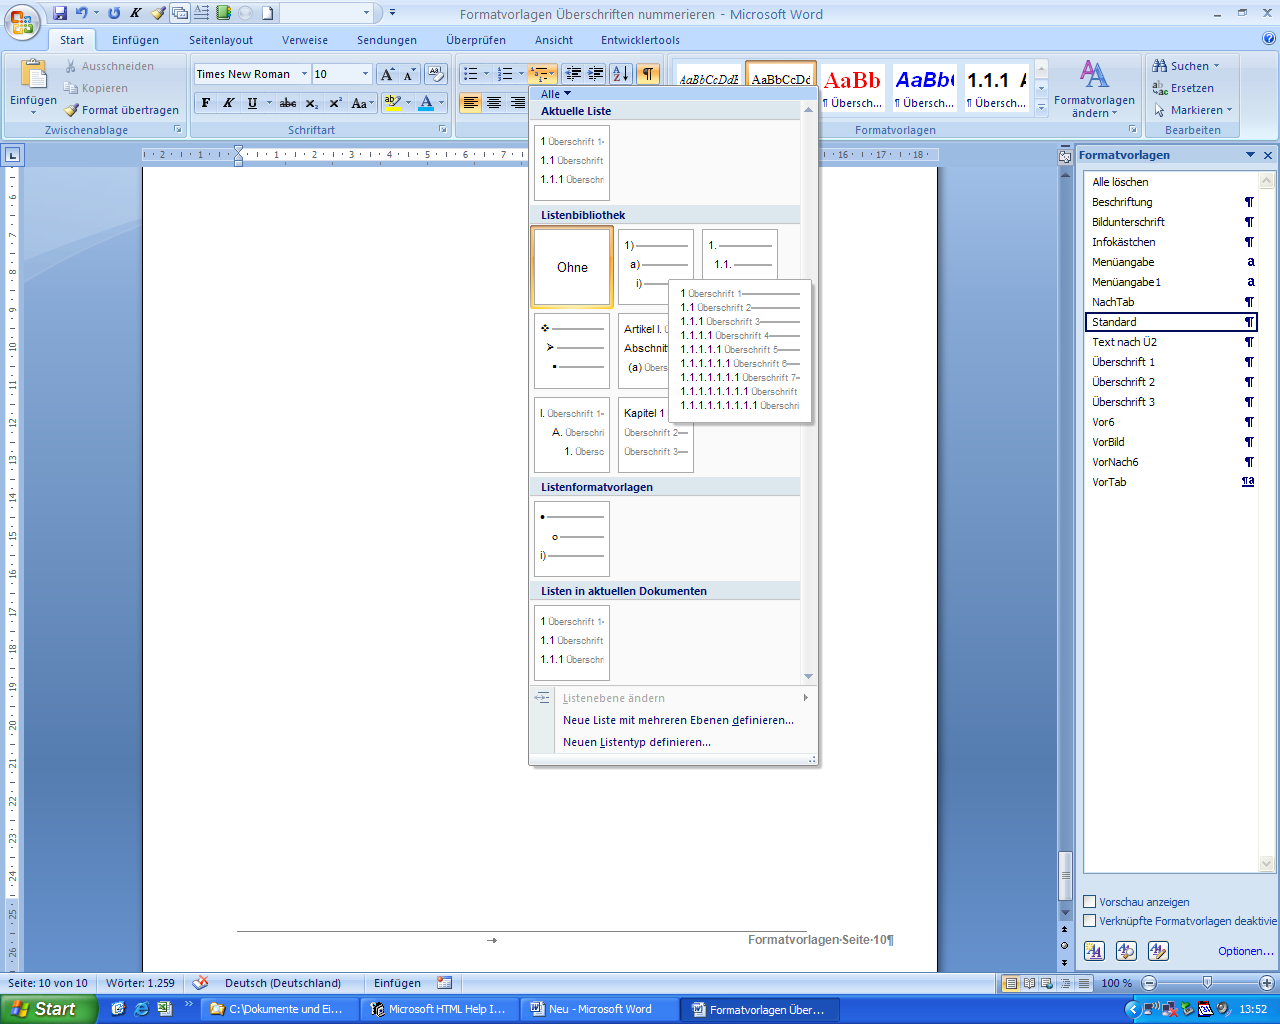 Formatvorlagen Überschriften nummerieren - Microsoft Word
Start Einfügen Seitenlayout Verweise Sendungen Überprüfen Ansicht Entwicklertools
Einfügen
Ausschneiden
Kopieren
Format übertragen
Zwischenablage
Times New Roman 10
F K U abc x₂ x² Aa
Schriftart
AaBbCcDdE AaBbCcDd AaBb AaBb( 1.1.1 A
¶ Übersch... ¶ Übersch... ¶ Übersch...
Formatvorlagen ändern
Formatvorlagen
Suchen
Ersetzen
Markieren
Bearbeiten
Alle
Aktuelle Liste
1 Überschrift 1
1.1 Überschrift
1.1.1 Überschri
Listenbibliothek
Ohne
1)
a)
i)
1.
1.1.
Artikel I.
Abschnit
(a) Übers
I. Überschrift 1
A. Überschri
1. Übersc
Kapitel 1
Überschrift 2
Überschrift 3
1 Überschrift 1
1.1 Überschrift 2
1.1.1 Überschrift 3
1.1.1.1 Überschrift 4
1.1.1.1.1 Überschrift 5
1.1.1.1.1.1 Überschrift 6
1.1.1.1.1.1.1 Überschrift 7
1.1.1.1.1.1.1.1 Überschrift
1.1.1.1.1.1.1.1.1 Überschri
Listenformatvorlagen
i)
Listen in aktuellen Dokumenten
1 Überschrift 1
1.1 Überschrift
1.1.1 Überschri
Listenebene ändern
Neue Liste mit mehreren Ebenen definieren...
Neuen Listentyp definieren...
Formatvorlagen
Alle löschen
Beschriftung ¶
Bildunterschrift ¶
Infokästchen ¶
Menüangabe a
Menüangabe1 a
NachTab ¶
Standard ¶
Text nach Ü2 ¶
Überschrift 1 ¶
Überschrift 2 ¶
Überschrift 3 ¶
Vor6 ¶
VorBild ¶
VorNach6 ¶
VorTab ¶a
Vorschau anzeigen
Verknüpfte Formatvorlagen deaktivie
Optionen...
Formatvorlagen·Seite·10¶
Seite: 10 von 10 Wörter: 1.259 Deutsch (Deutschland) Einfügen 100 %
Start C:\Dokumente und Ei... Microsoft HTML Help I... Neu - Microsoft Word Formatvorlagen Über... 13:52